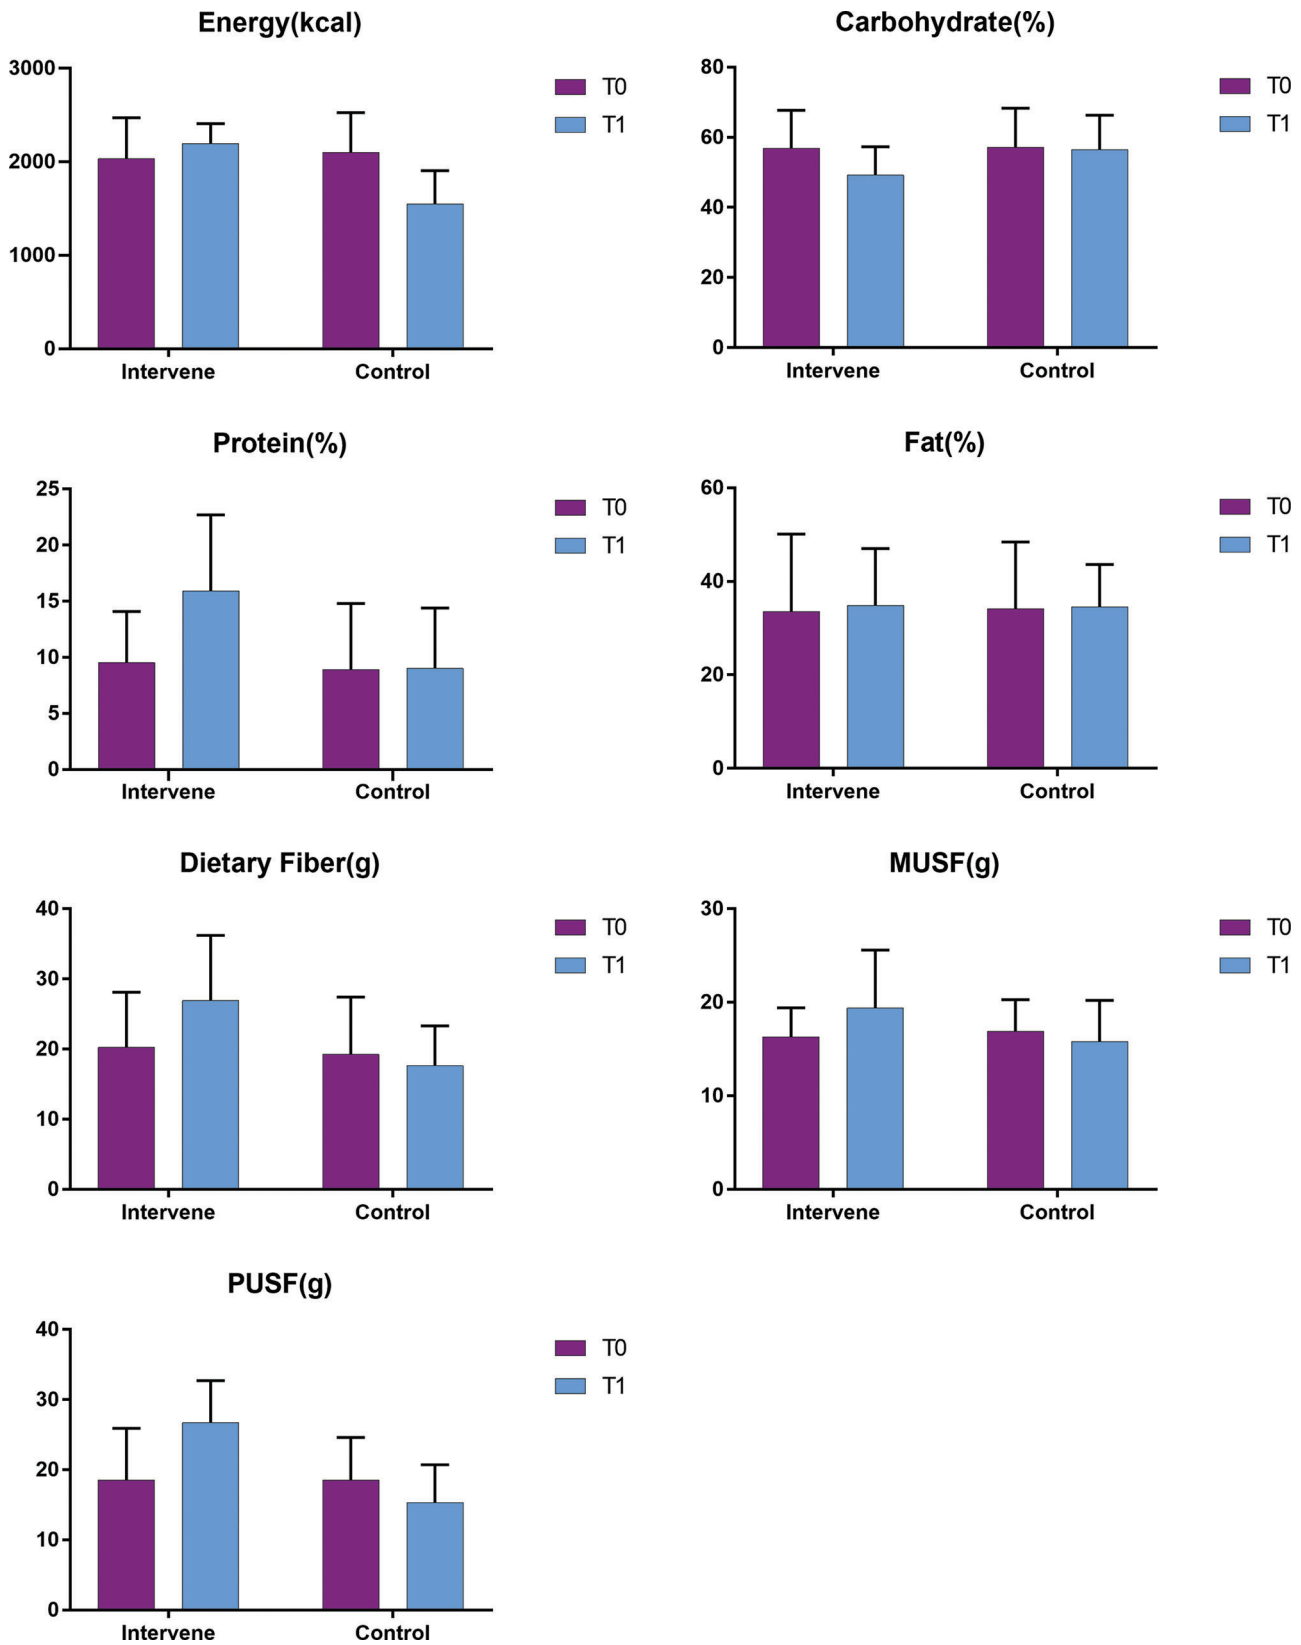 Energy(kcal)
3000
2000
1000
0
Intervene
Control
T0
T1
Carbohydrate(%)
80
60
40
20
0
Intervene
Control
T0
T1
Protein(%)
25
20
15
10
5
0
Intervene
Control
T0
T1
Fat(%)
60
40
20
0
Intervene
Control
T0
T1
Dietary Fiber(g)
40
30
20
10
0
Intervene
Control
T0
T1
MUSF(g)
30
20
10
0
Intervene
Control
T0
T1
PUSF(g)
40
30
20
10
0
Intervene
Control
T0
T1